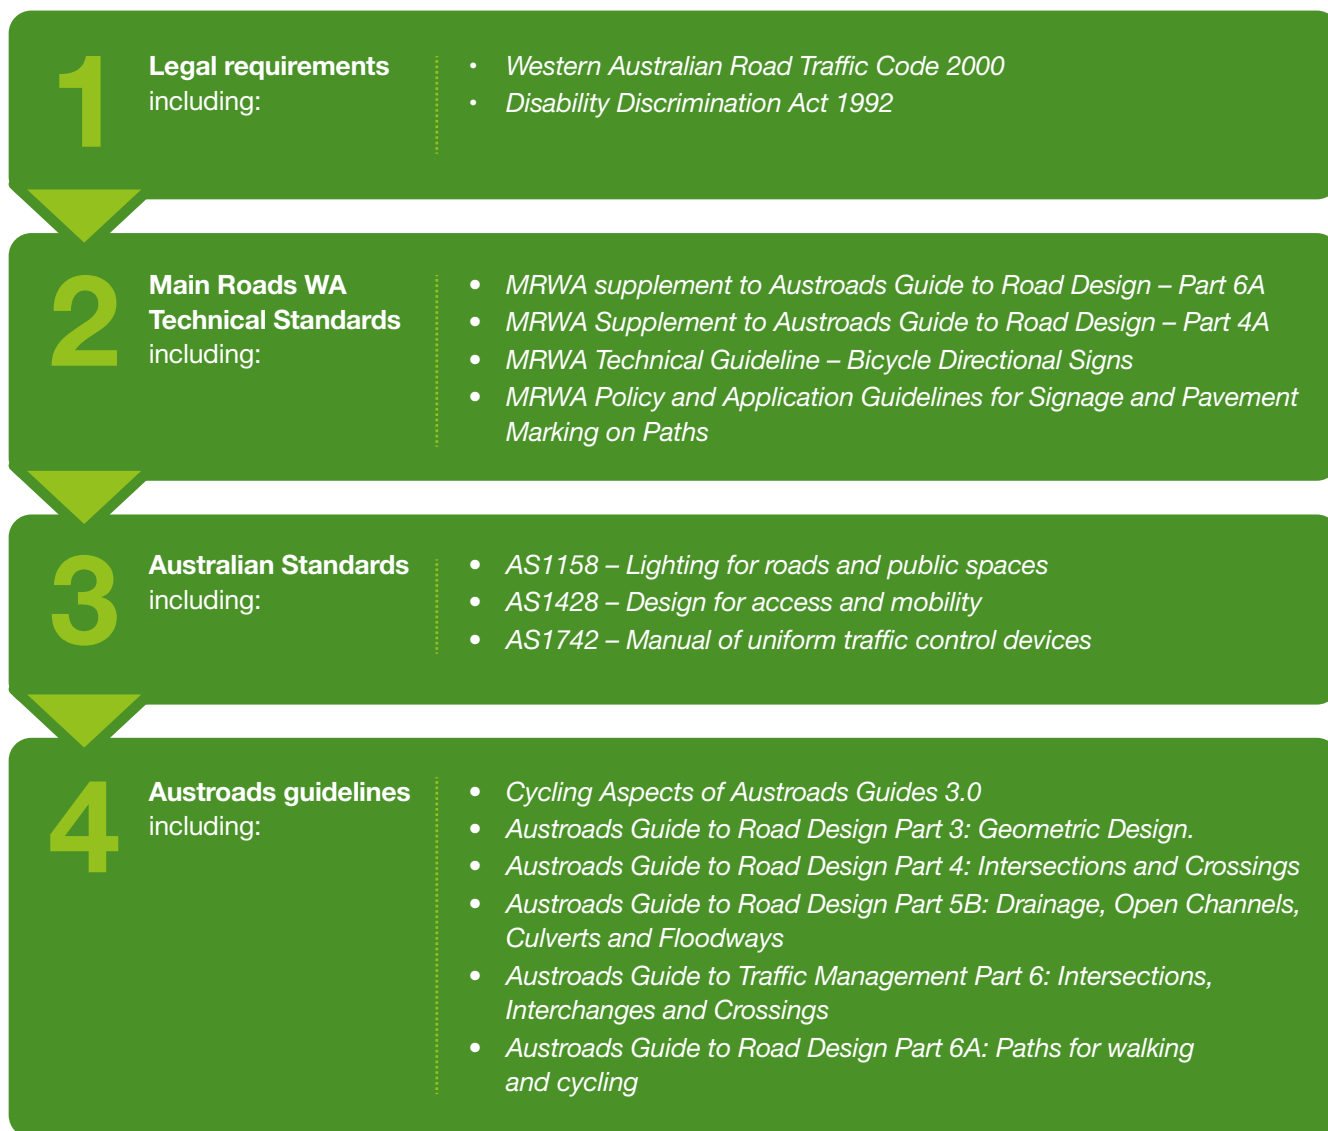 1
Legal requirements
including:
• Western Australian Road Traffic Code 2000
• Disability Discrimination Act 1992
2
Main Roads WA
Technical Standards
including:
• MRWA supplement to Austroads Guide to Road Design – Part 6A
• MRWA Supplement to Austroads Guide to Road Design – Part 4A
• MRWA Technical Guideline – Bicycle Directional Signs
• MRWA Policy and Application Guidelines for Signage and Pavement
Marking on Paths
3
Australian Standards
including:
• AS1158 – Lighting for roads and public spaces
• AS1428 – Design for access and mobility
• AS1742 – Manual of uniform traffic control devices
4
Austroads guidelines
including:
• Cycling Aspects of Austroads Guides 3.0
• Austroads Guide to Road Design Part 3: Geometric Design.
• Austroads Guide to Road Design Part 4: Intersections and Crossings
• Austroads Guide to Road Design Part 5B: Drainage, Open Channels,
Culverts and Floodways
• Austroads Guide to Traffic Management Part 6: Intersections,
Interchanges and Crossings
• Austroads Guide to Road Design Part 6A: Paths for walking
and cycling